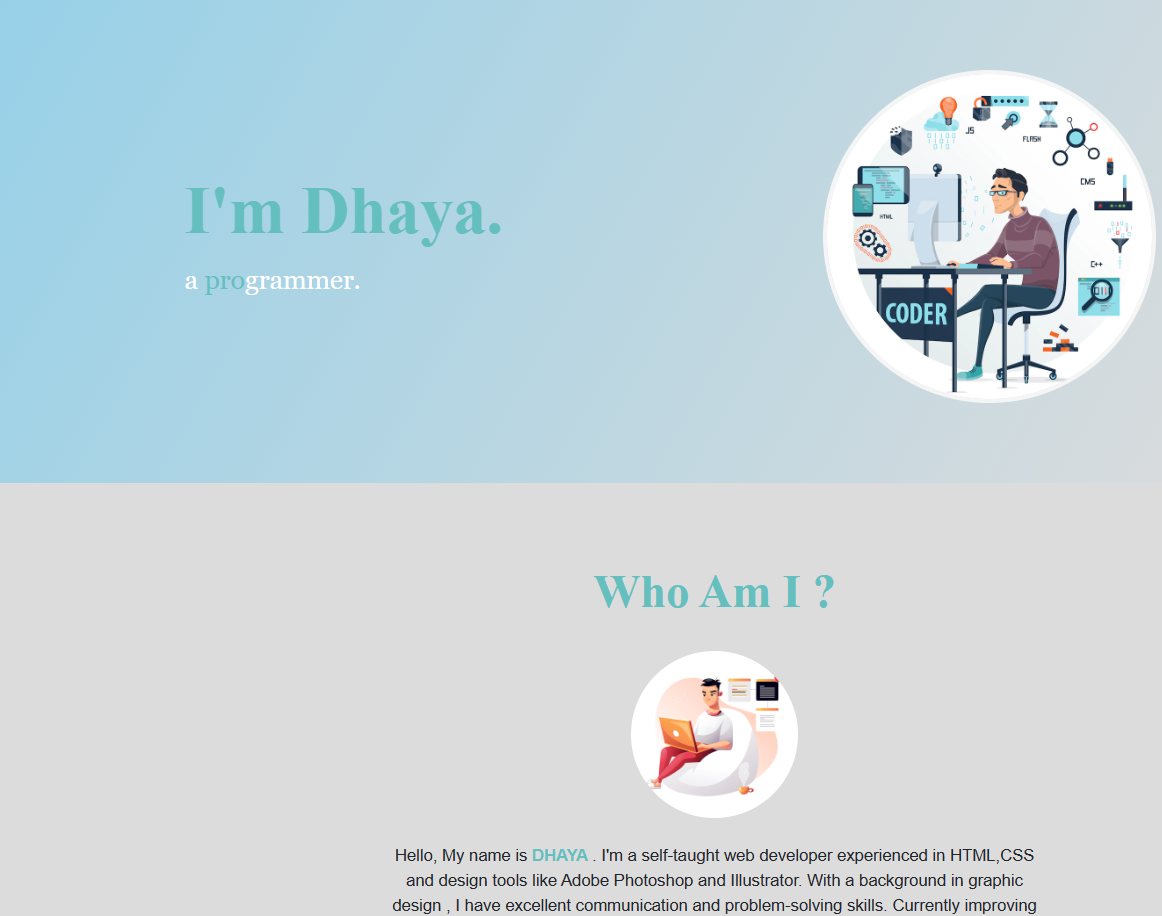 I'm Dhaya.
a programmer.
JS
FLASH
CMS
HTML
C++
CODER
Who Am I ?
Hello, My name is DHAYA . I'm a self-taught web developer experienced in HTML,CSS
and design tools like Adobe Photoshop and Illustrator. With a background in graphic
design , I have excellent communication and problem-solving skills. Currently improving